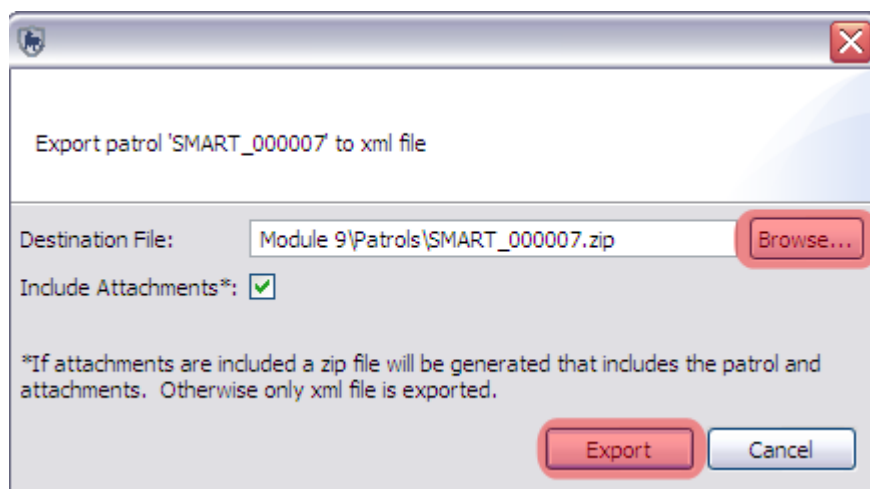 Export patrol 'SMART_000007' to xml file
Destination File: Module 9\Patrols\SMART_000007.zip Browse...
Include Attachments*:
*If attachments are included a zip file will be generated that includes the patrol and
attachments. Otherwise only xml file is exported.
Export Cancel